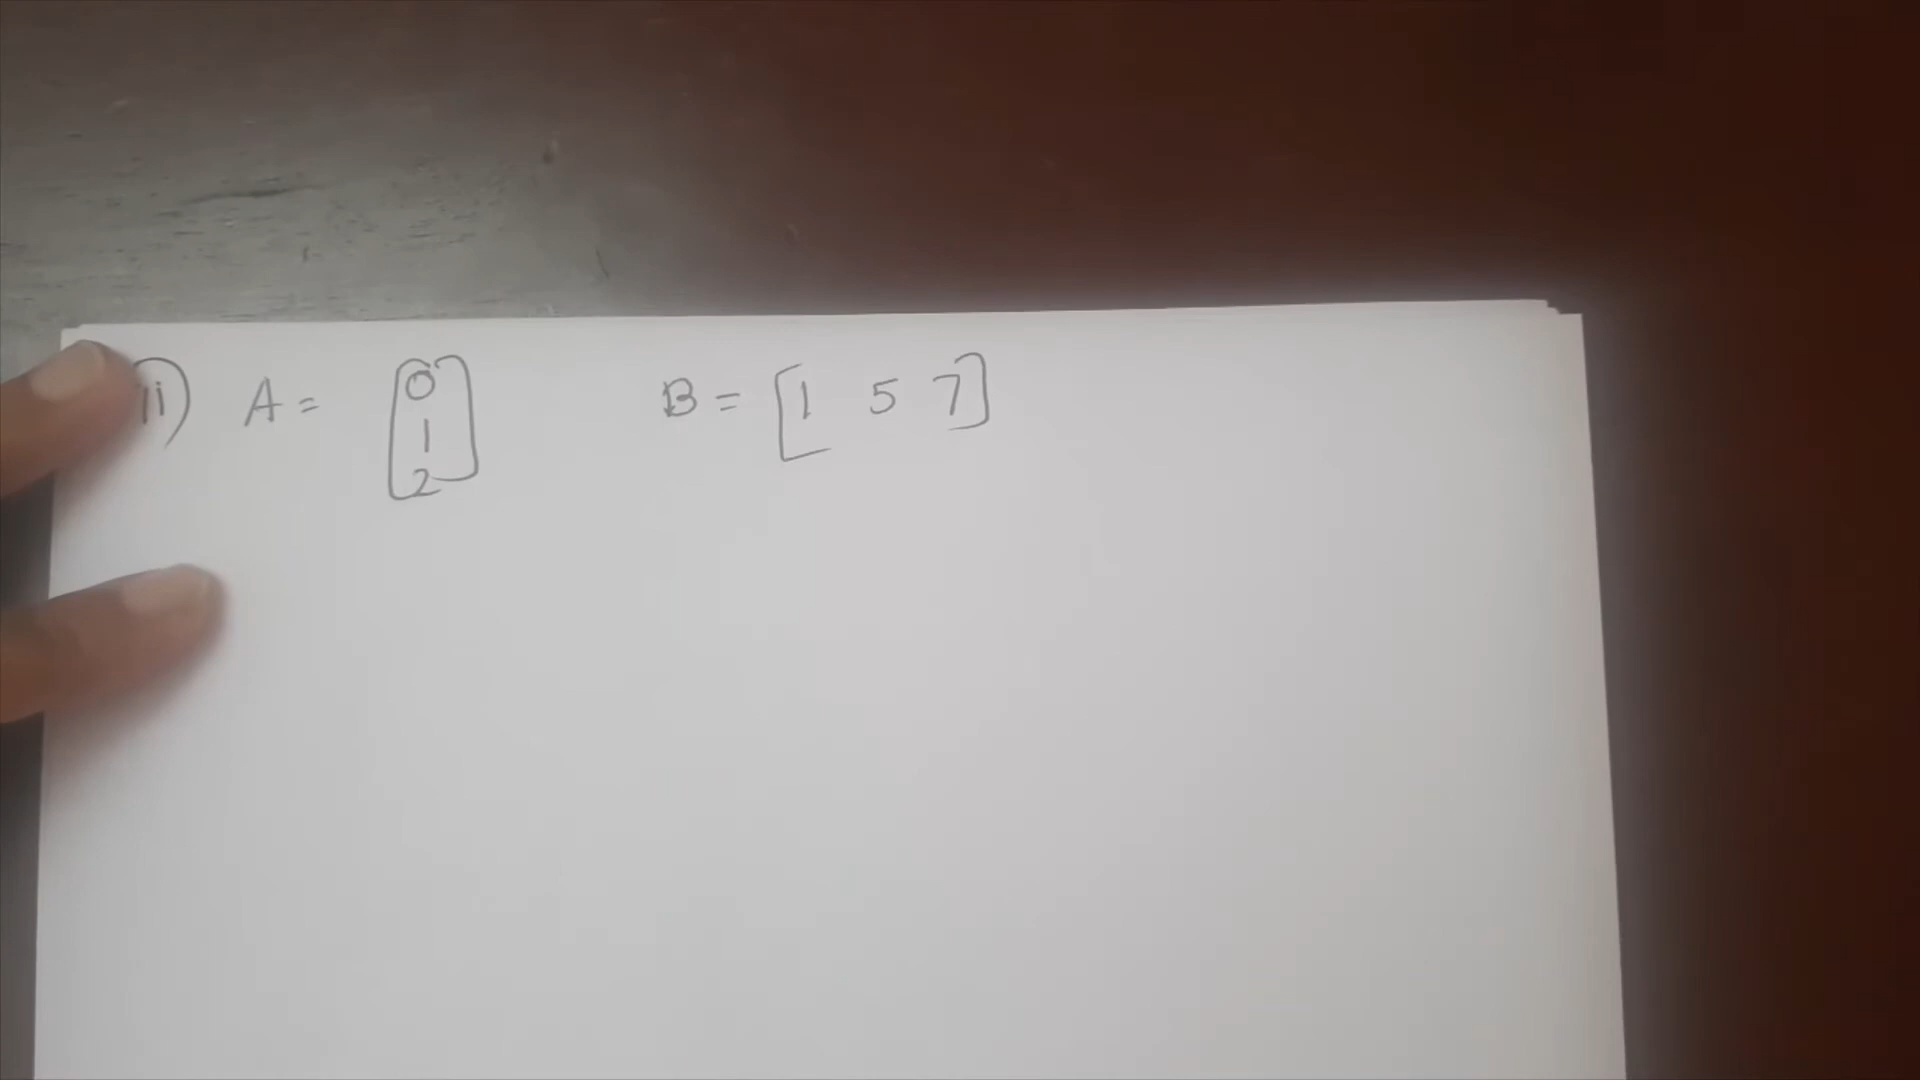 ii) A = [0 1 2] B = [1 5 7]